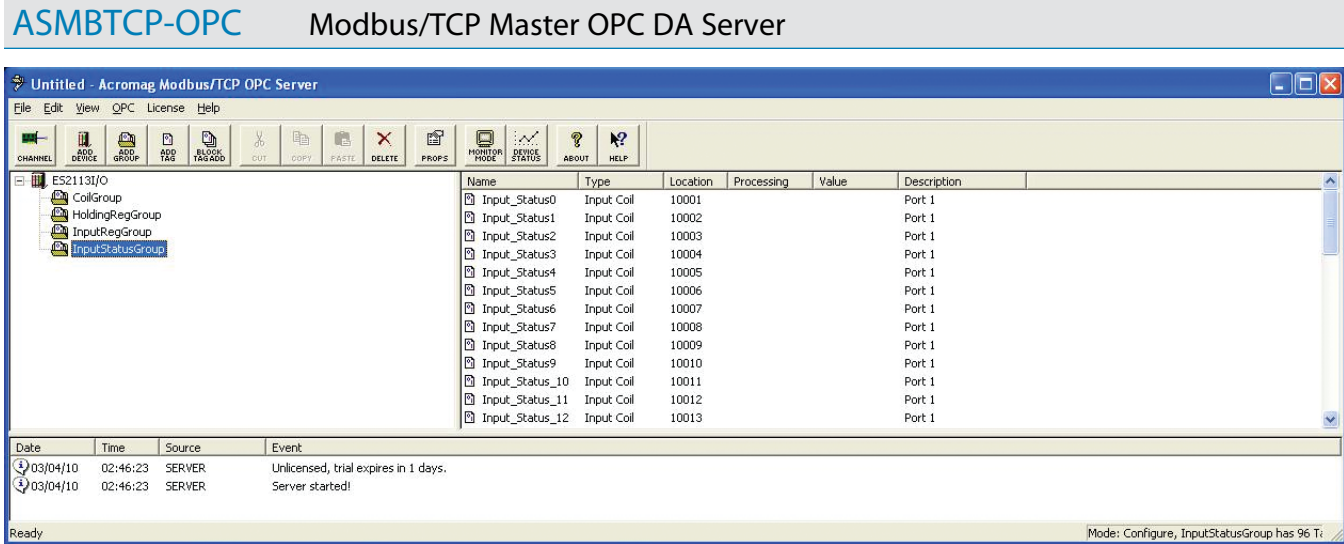 ASMBTCP-OPC Modbus/TCP Master OPC DA Server
Untitled - Acromag Modbus/TCP OPC Server
File Edit View OPC License Help
CHANNEL ADD DEVICE ADD GROUP ADD TAG BLOCK TAG ADD CUT COPY PASTE DELETE PROPS MONITOR MODE DEVICE STATUS ABOUT HELP
ES2113I/O
CoilGroup
HoldingRegGroup
InputRegGroup
InputStatusGroup
Name Type Location Processing Value Description
Input_Status0 Input Coil 10001 Port 1
Input_Status1 Input Coil 10002 Port 1
Input_Status2 Input Coil 10003 Port 1
Input_Status3 Input Coil 10004 Port 1
Input_Status4 Input Coil 10005 Port 1
Input_Status5 Input Coil 10006 Port 1
Input_Status6 Input Coil 10007 Port 1
Input_Status7 Input Coil 10008 Port 1
Input_Status8 Input Coil 10009 Port 1
Input_Status9 Input Coil 10010 Port 1
Input_Status_10 Input Coil 10011 Port 1
Input_Status_11 Input Coil 10012 Port 1
Input_Status_12 Input Coil 10013 Port 1
Date Time Source Event
03/04/10 02:46:23 SERVER Unlicensed, trial expires in 1 days.
03/04/10 02:46:23 SERVER Server started!
Ready Mode: Configure, InputStatusGroup has 96